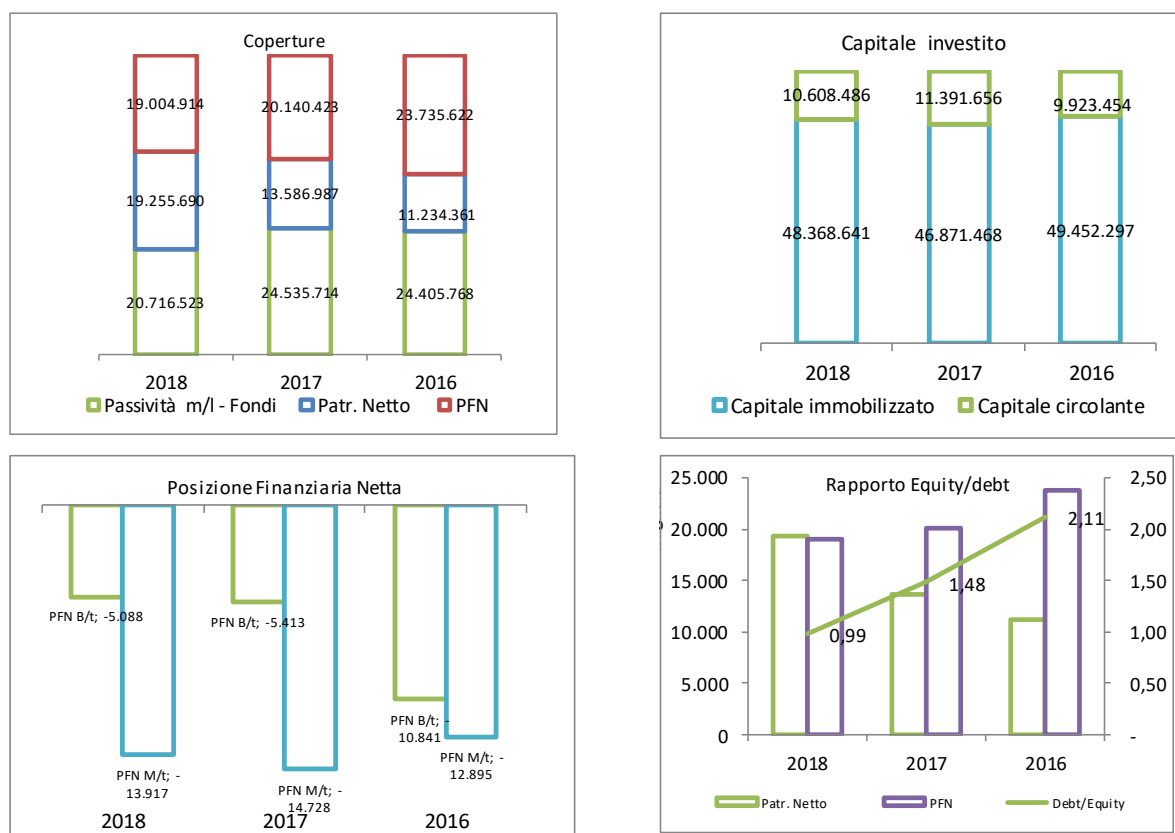 Coperture
19.004.914
20.140.423
23.735.622
19.255.690
13.586.987
11.234.361
20.716.523
24.535.714
24.405.768
2018
2017
2016
Passività m/l - Fondi
Patr. Netto
PFN
Capitale investito
10.608.486
11.391.656
9.923.454
48.368.641
46.871.468
49.452.297
2018
2017
2016
Capitale immobilizzato
Capitale circolante
Posizione Finanziaria Netta
PFN B/t; -5.088
PFN B/t; -5.413
PFN B/t; -
10.841
PFN M/t; -
13.917
PFN M/t; -
14.728
PFN M/t; -
12.895
2018
2017
2016
Rapporto Equity/debt
25.000
20.000
15.000
10.000
5.000
0
2,50
2,00
1,50
1,00
0,50
-
0,99
1,48
2,11
2018
2017
2016
Patr. Netto
PFN
Debt/Equity